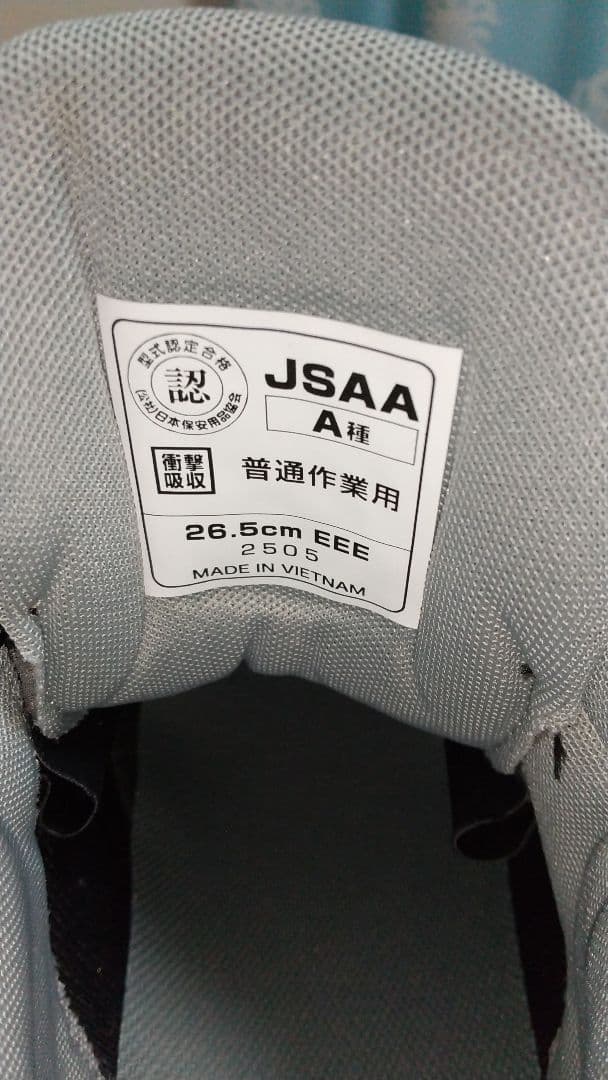 型式認定合格
認
(公社)日本保安用品協会
JSAA
A種
衝撃
吸収
普通作業用
26.5cm EEE
2505
MADE IN VIETNAM